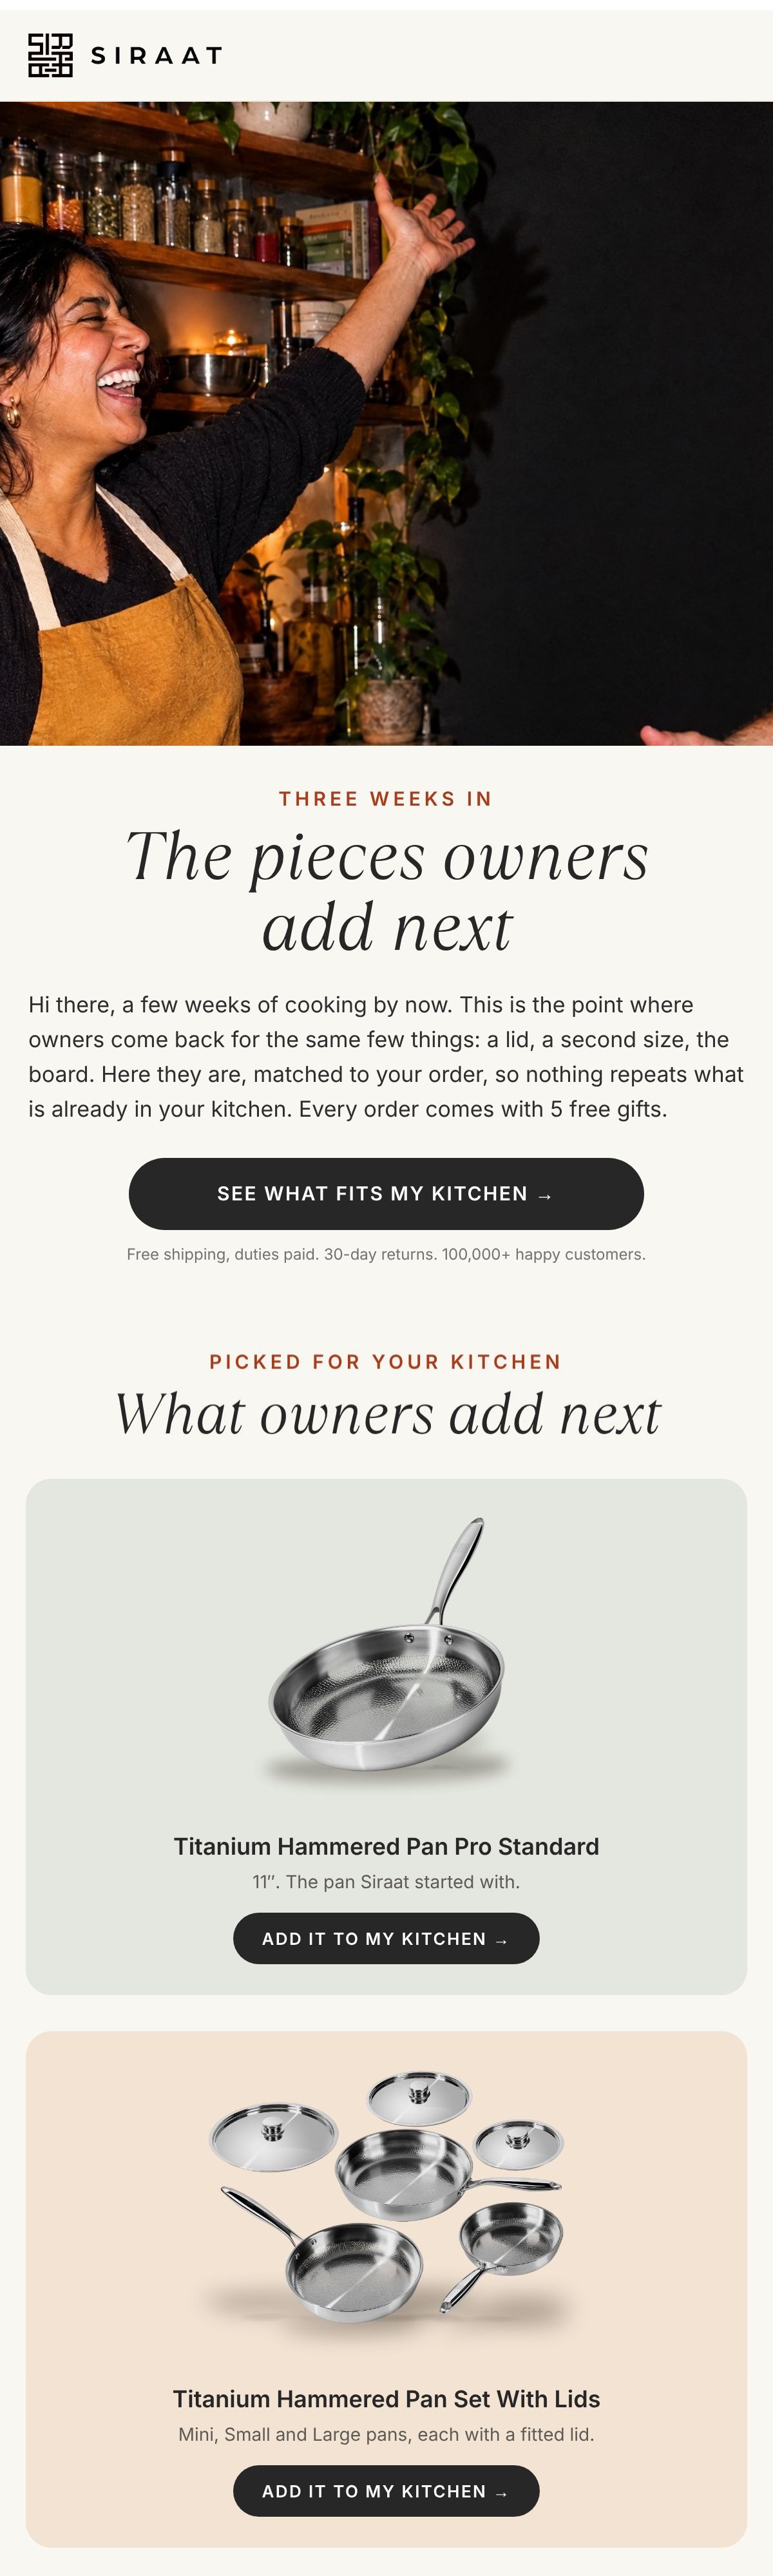 SIRAAT
THREE WEEKS IN
The pieces owners
add next
Hi there, a few weeks of cooking by now. This is the point where
owners come back for the same few things: a lid, a second size, the
board. Here they are, matched to your order, so nothing repeats what
is already in your kitchen. Every order comes with 5 free gifts.
SEE WHAT FITS MY KITCHEN →
Free shipping, duties paid. 30-day returns. 100,000+ happy customers.
PICKED FOR YOUR KITCHEN
What owners add next
Titanium Hammered Pan Pro Standard
11″. The pan Siraat started with.
ADD IT TO MY KITCHEN →
Titanium Hammered Pan Set With Lids
Mini, Small and Large pans, each with a fitted lid.
ADD IT TO MY KITCHEN →